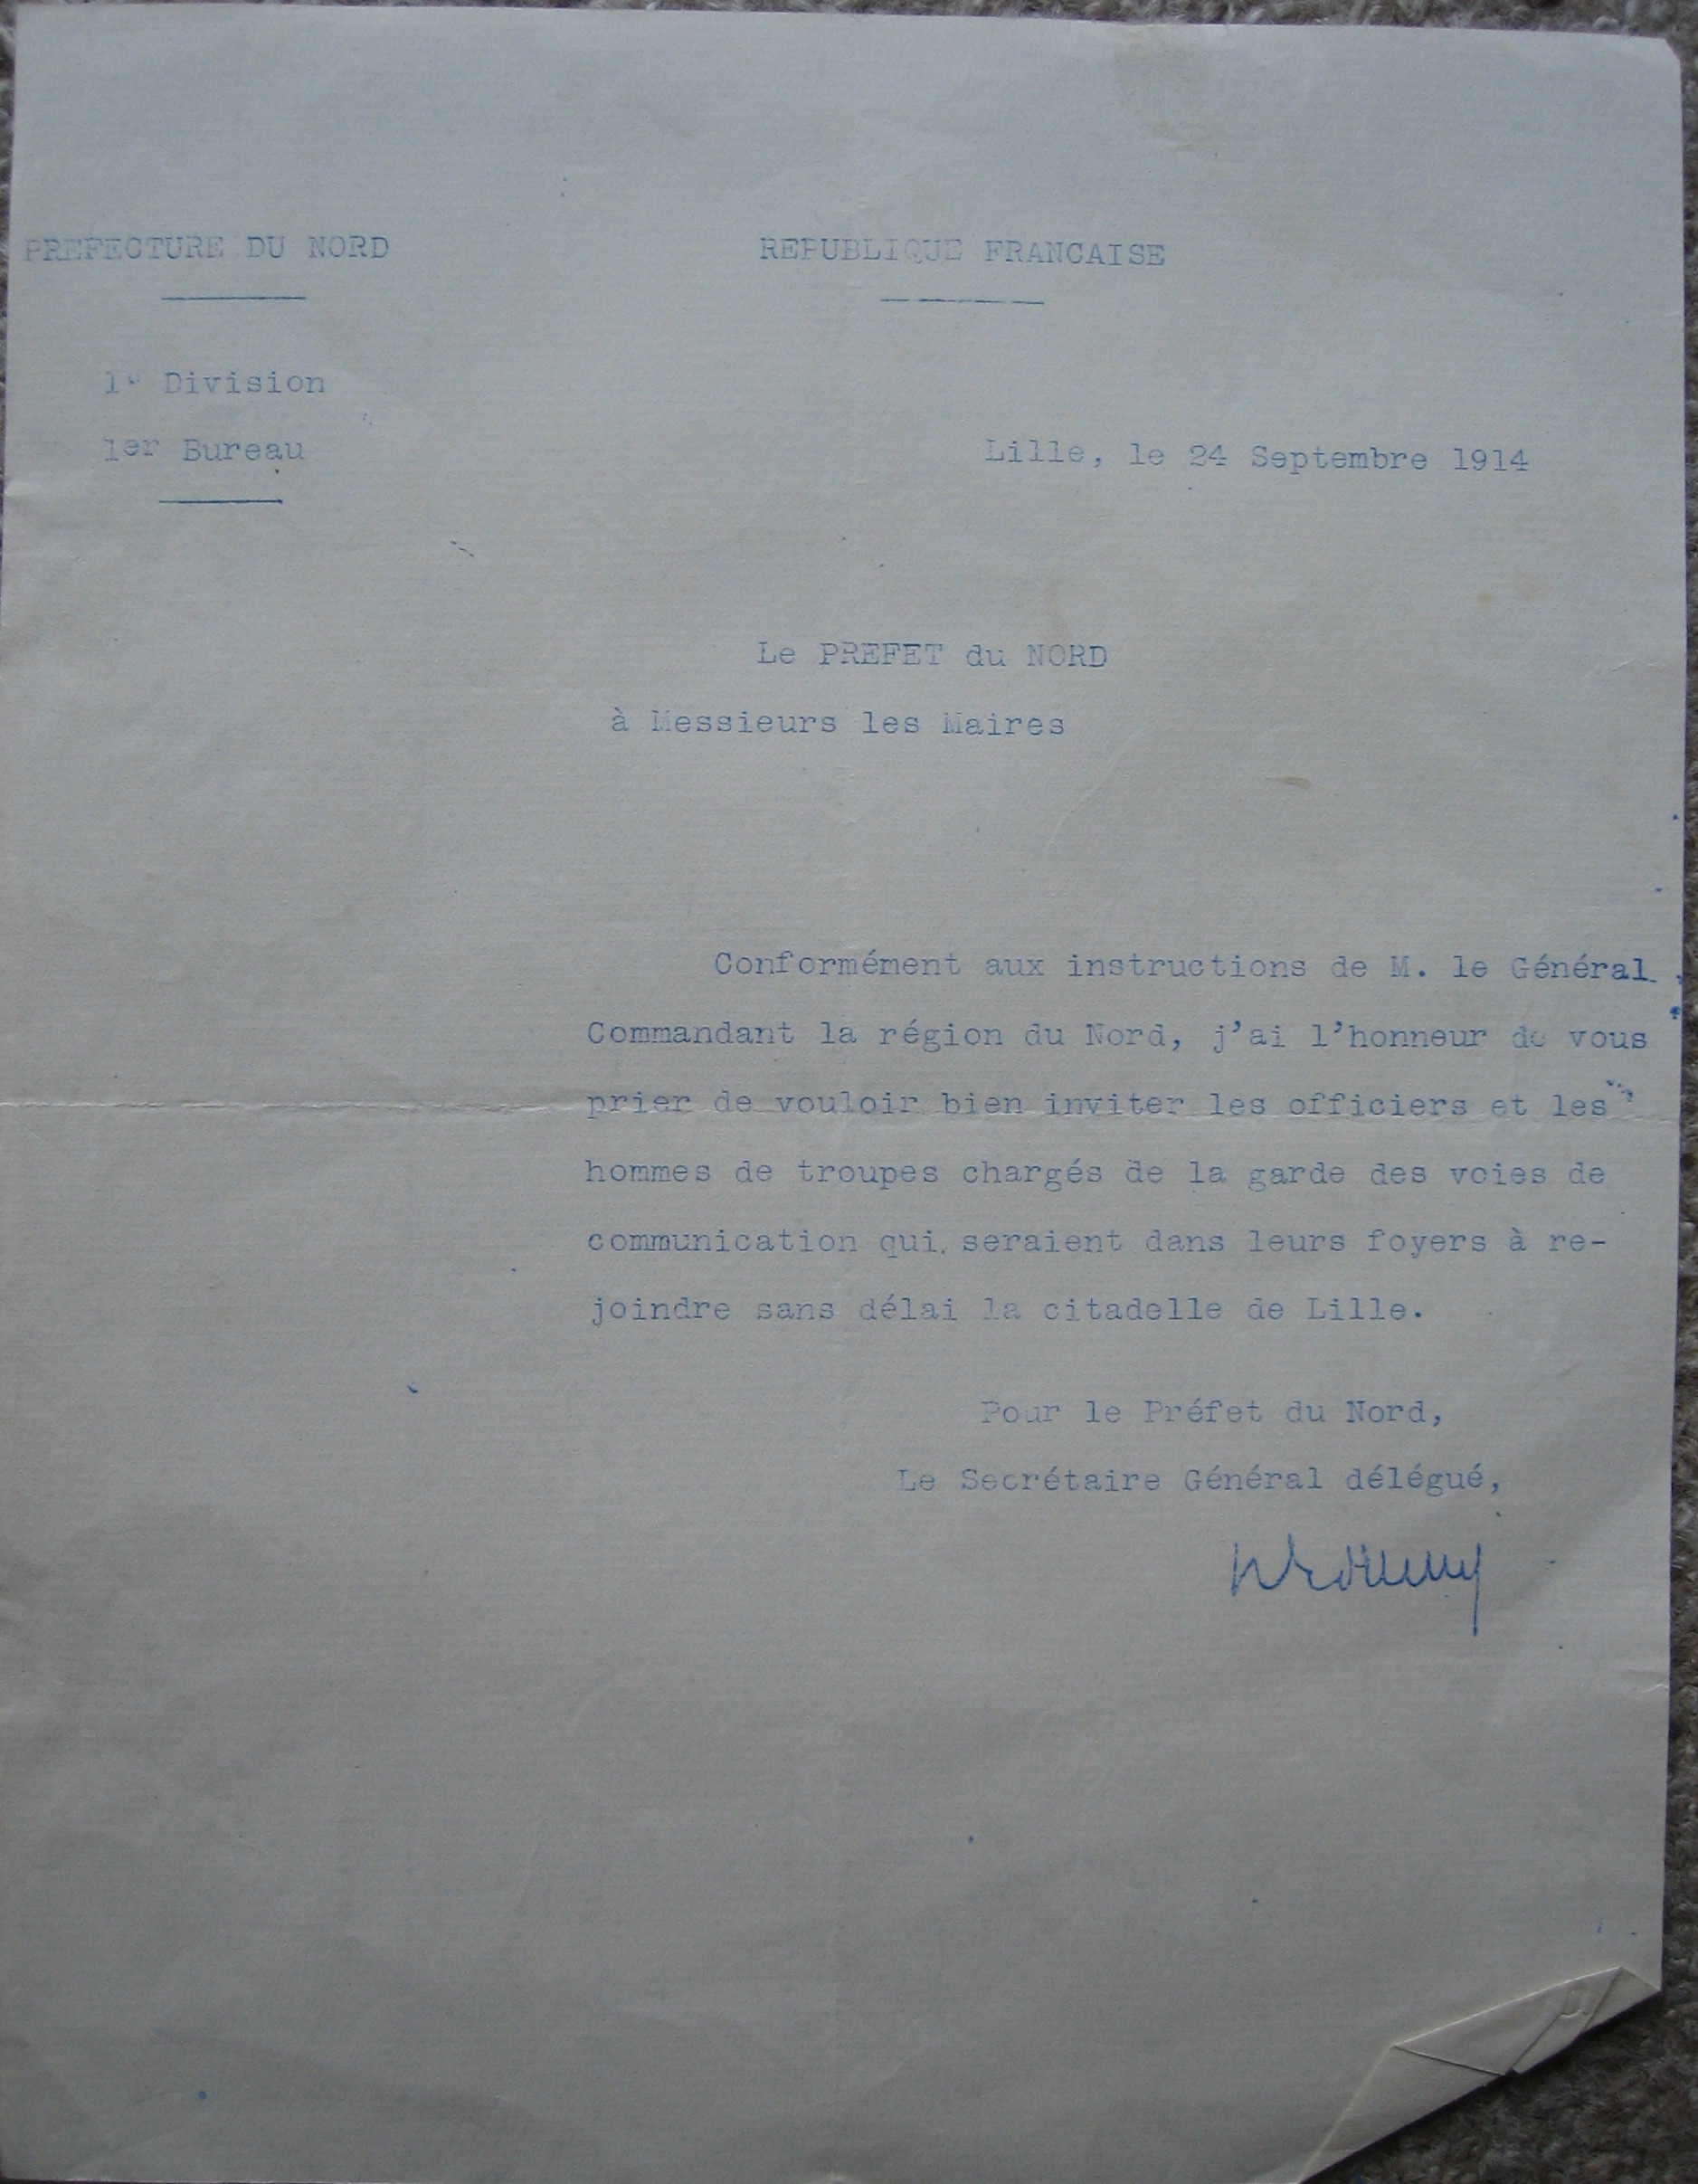 PREFECTURE DU NORD
REPUBLIQUE FRANCAISE
1e Division
1er Bureau
Lille, le 24 Septembre 1914
Le PREFET du NORD
à Messieurs les Maires
Conformément aux instructions de M. le Général
Commandant la région du Nord, j'ai l'honneur de vous
prier de vouloir bien inviter les officiers et les
hommes de troupes chargés de la garde des voies de
communication qui seraient dans leurs foyers à re-
joindre sans délai la citadelle de Lille.
Pour le Préfet du Nord,
Le Secrétaire Général délégué,